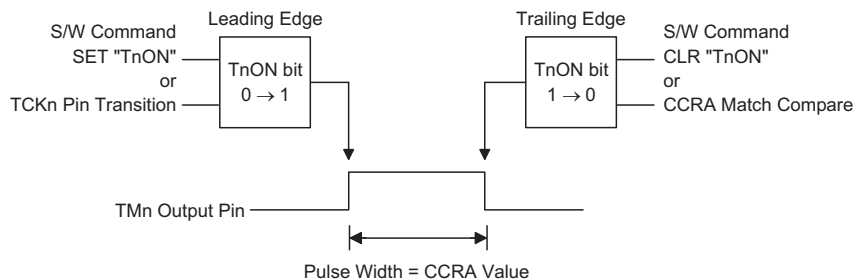 Leading Edge
S/W Command
SET "TnON"
or
TCKn Pin Transition
TnON bit
0 → 1
Trailing Edge
TnON bit
1 → 0
S/W Command
CLR "TnON"
or
CCRA Match Compare
TMn Output Pin
Pulse Width = CCRA Value